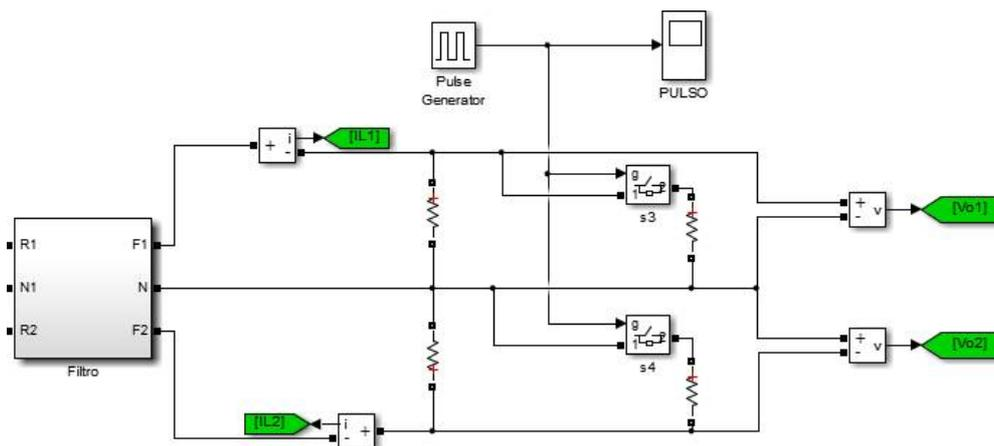 Pulse
Generator
PULSO
+ i -
[IL1]
g
1 2
s3
+
- v
[Vo1]
R1 F1
N1 N
R2 F2
Filtro
g
1 2
s4
+
- v
[Vo2]
[IL2]
i +
-